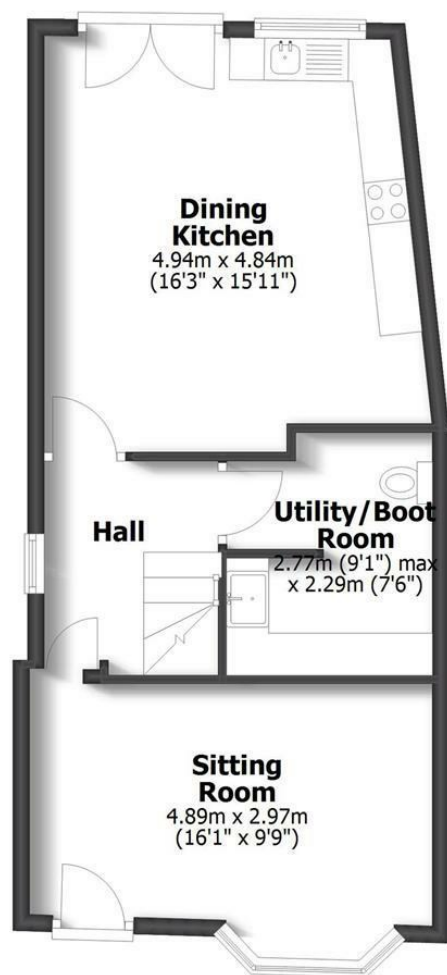 Dining
Kitchen
4.94m x 4.84m
(16'3" x 15'11")
Hall
Utility/Boot
Room
2.77m (9'1") max
x 2.29m (7'6")
Sitting
Room
4.89m x 2.97m
(16'1" x 9'9")